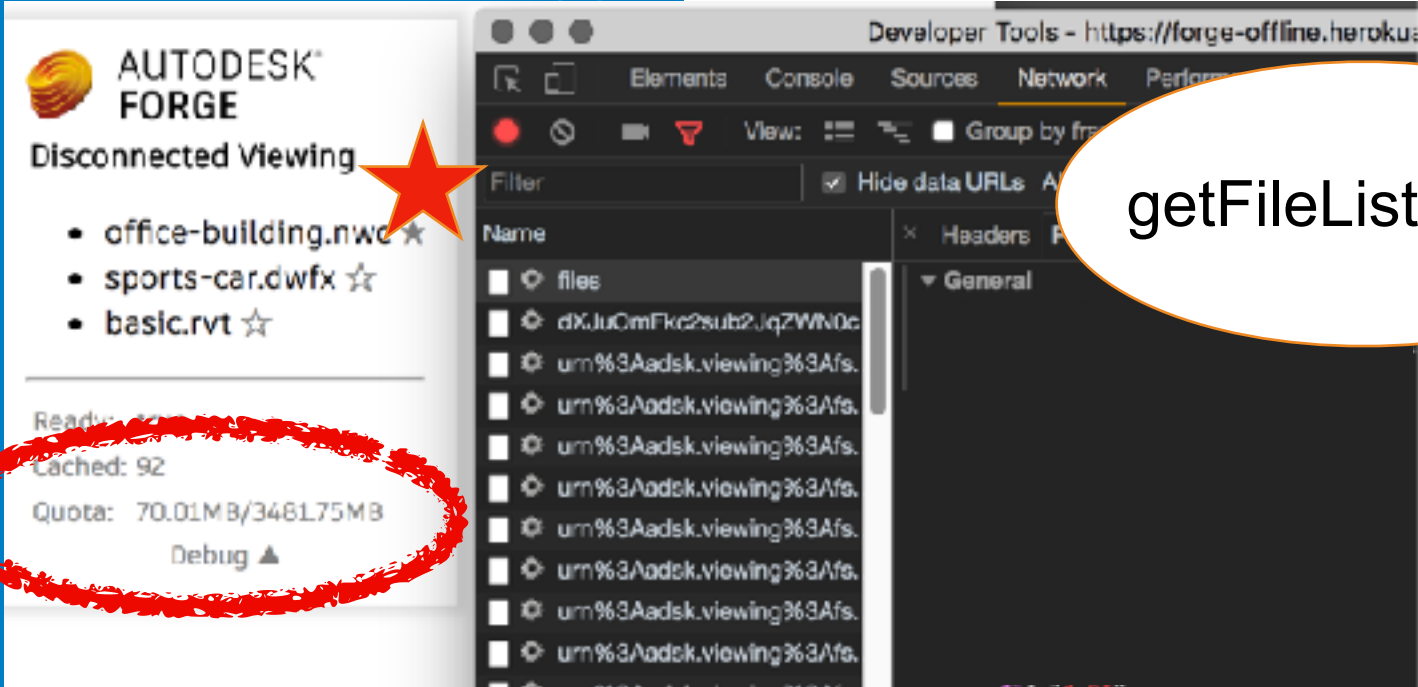 AUTODESK
FORGE
Disconnected Viewing
• office-building.nwc ★
• sports-car.dwfx ☆
• basic.rvt ☆
Ready:
Cached: 92
Quota: 70.01MB/3481.75MB
Debug ▲
Developer Tools - https://forge-offline.heroku
Elements Console Sources Network
View: Group by
Filter Hide data URLs
Name
× Headers
files
▼ General
urn%3Aadsk.viewing%3Afs.
urn%3Aadsk.viewing%3Afs.
urn%3Aadsk.viewing%3Afs.
urn%3Aadsk.viewing%3Afs.
urn%3Aadsk.viewing%3Afs.
urn%3Aadsk.viewing%3Afs.
urn%3Aadsk.viewing%3Afs.
urn%3Aadsk.viewing%3Afs.
getFileList